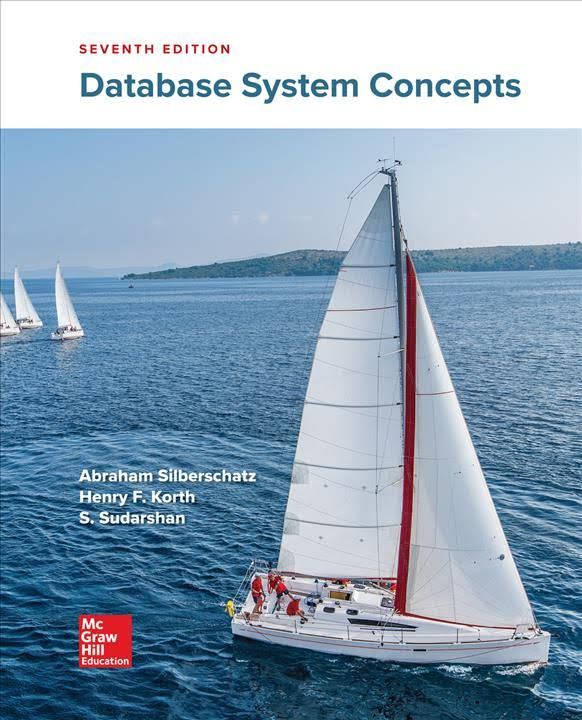 SEVENTH EDITION
Database System Concepts
Abraham Silberschatz
Henry F. Korth
S. Sudarshan
Mc
Graw
Hill
Education